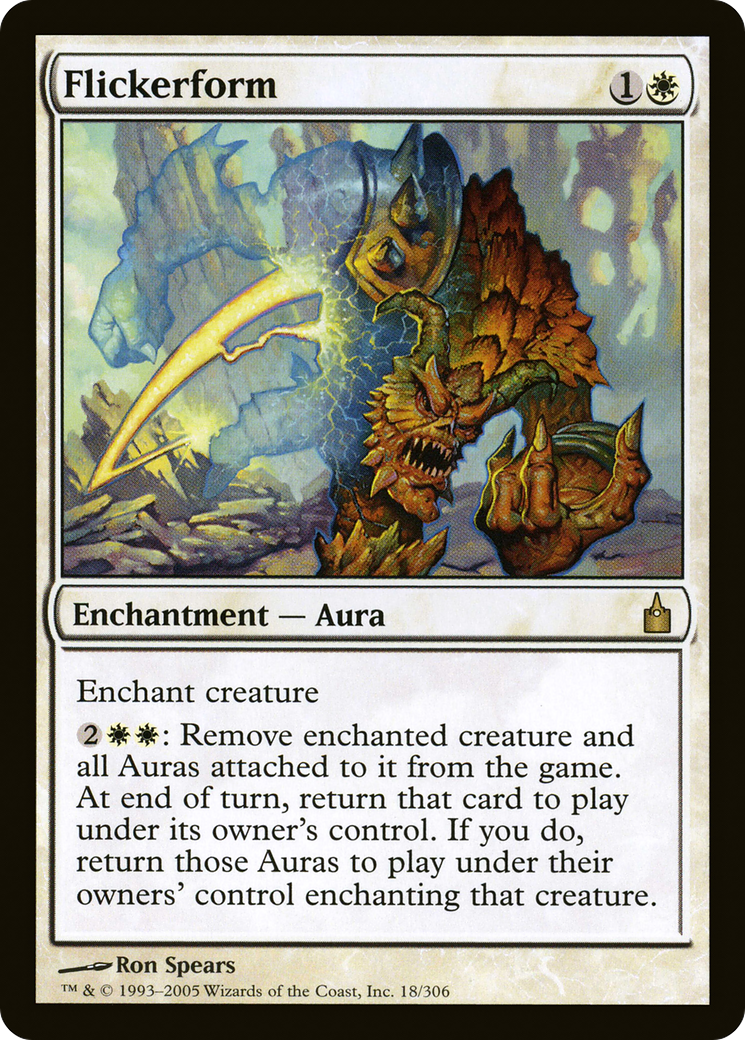 Flickerform 1
Enchantment — Aura
Enchant creature
2: Remove enchanted creature and
all Auras attached to it from the game.
At end of turn, return that card to play
under its owner's control. If you do,
return those Auras to play under their
owners' control enchanting that creature.
Ron Spears
™ & © 1993–2005 Wizards of the Coast, Inc. 18/306